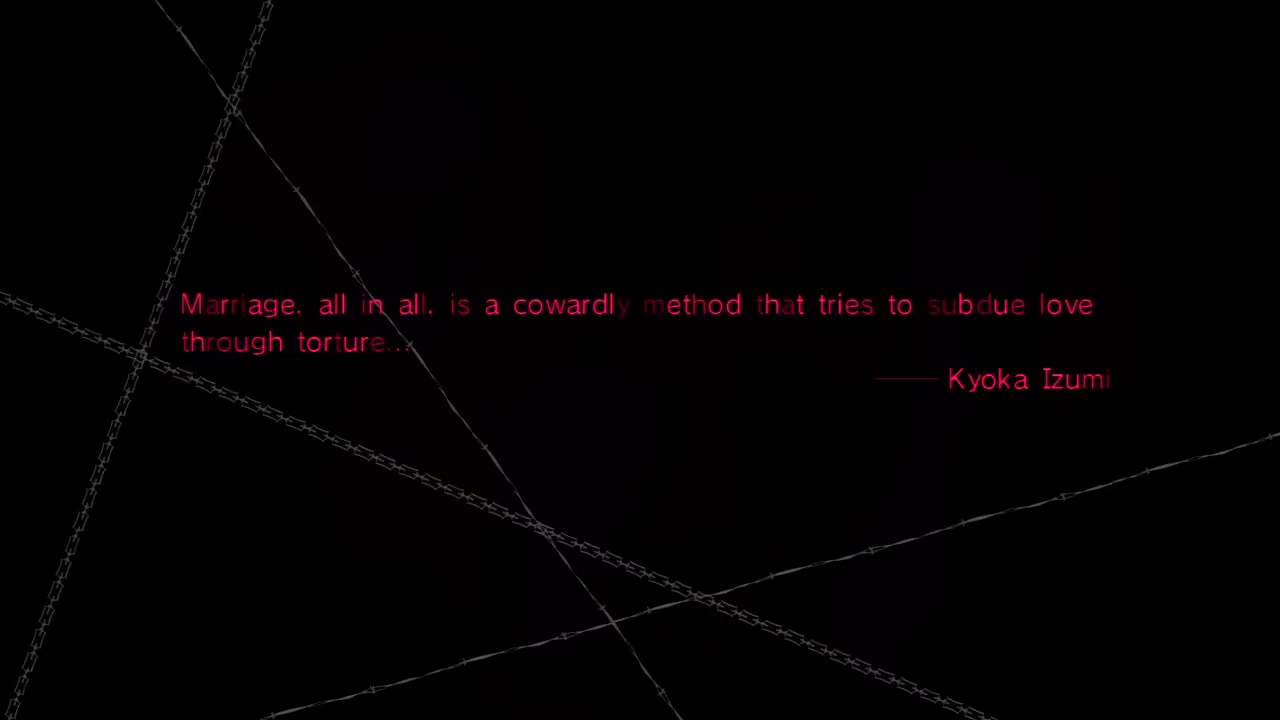 Marriage, all in all, is a cowardly method that tries to subdue love
through torture...
—— Kyoka Izumi